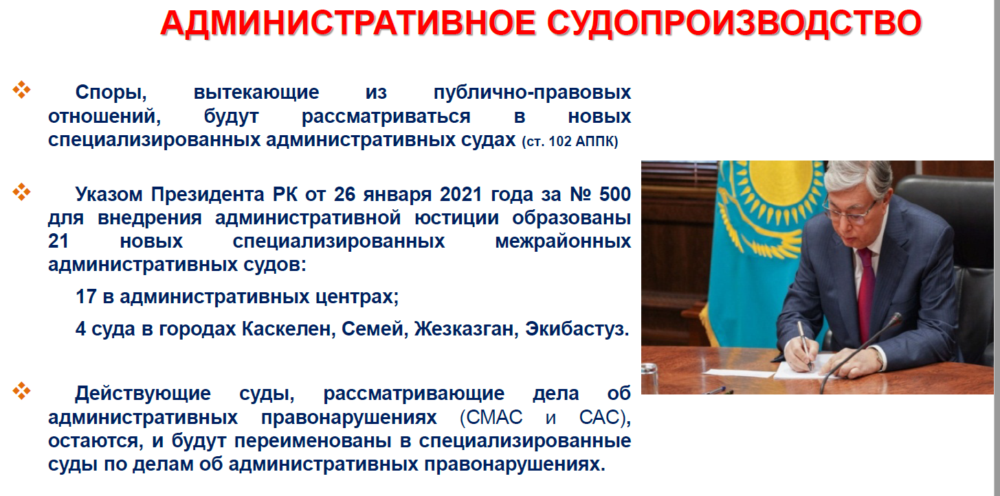 АДМИНИСТРАТИВНОЕ СУДОПРОИЗВОДСТВО
Споры, вытекающие из публично-правовых
отношений, будут рассматриваться в новых
специализированных административных судах (ст. 102 АППК)
Указом Президента РК от 26 января 2021 года за № 500
для внедрения административной юстиции образованы
21 новых специализированных межрайонных
административных судов:
17 в административных центрах;
4 суда в городах Каскелен, Семей, Жезказган, Экибастуз.
Действующие суды, рассматривающие дела об
административных правонарушениях (СМАС и САС),
остаются, и будут переименованы в специализированные
суды по делам об административных правонарушениях.